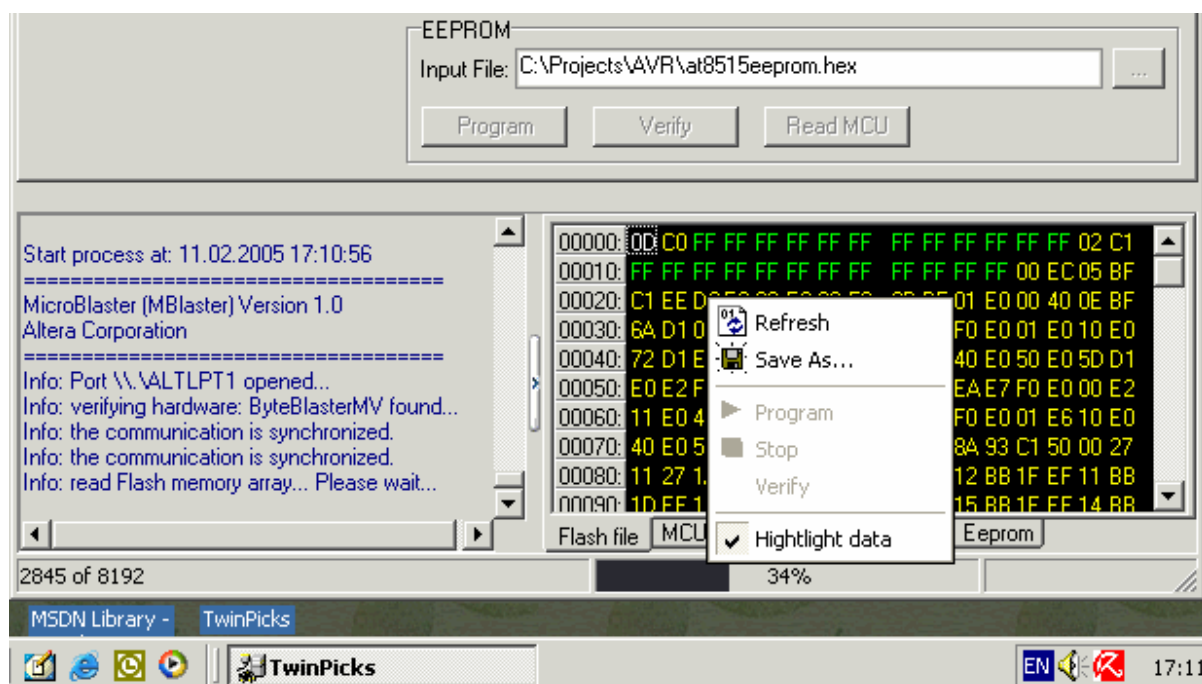 EEPROM
Input File: C:\Projects\AVR\at8515eeprom.hex ...
Program Verify Read MCU
Start process at: 11.02.2005 17:10:56
===================================
MicroBlaster (MBlaster) Version 1.0
Altera Corporation
===================================
Info: Port \\.\ALTLPT1 opened...
Info: verifying hardware: ByteBlasterMV found...
Info: the communication is synchronized.
Info: the communication is synchronized.
Info: read Flash memory array... Please wait...
00000: 0D C0 FF FF FF FF FF FF FF FF FF FF FF FF 02 C1
00010: FF FF FF FF FF FF FF FF FF FF FF FF 00 EC 05 BF
00020: C1 EE 01 E0 00 40 0E BF
00030: 6A D1 F0 E0 01 E0 10 E0
00040: 72 D1 40 E0 50 E0 5D D1
00050: E0 E2 EA E7 F0 E0 00 E2
00060: 11 E0 F0 E0 01 E6 10 E0
00070: 40 E0 8A 93 C1 50 00 27
00080: 11 27 12 BB 1F EF 11 BB
00090: 15 BB 1F EF 14 BB
Refresh
Save As...
Program
Stop
Verify
Hightlight data
Flash file MCU Eeprom
2845 of 8192 34%
MSDN Library - TwinPicks
TwinPicks EN 17:11